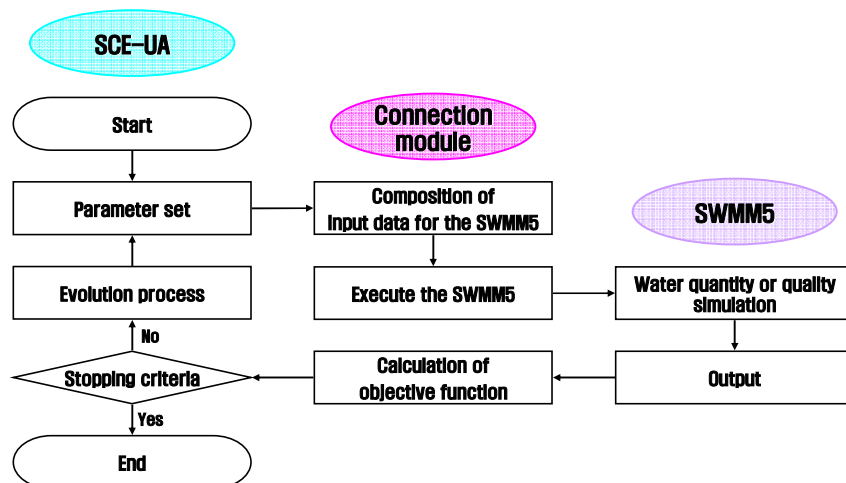 SCE-UA
Start
Connection
module
Parameter set
Composition of
input data for the SWMM5
SWMM5
Evolution process
Execute the SWMM5
Water quantity or quality
simulation
No
Stopping criteria
Calculation of
objective function
Output
Yes
End